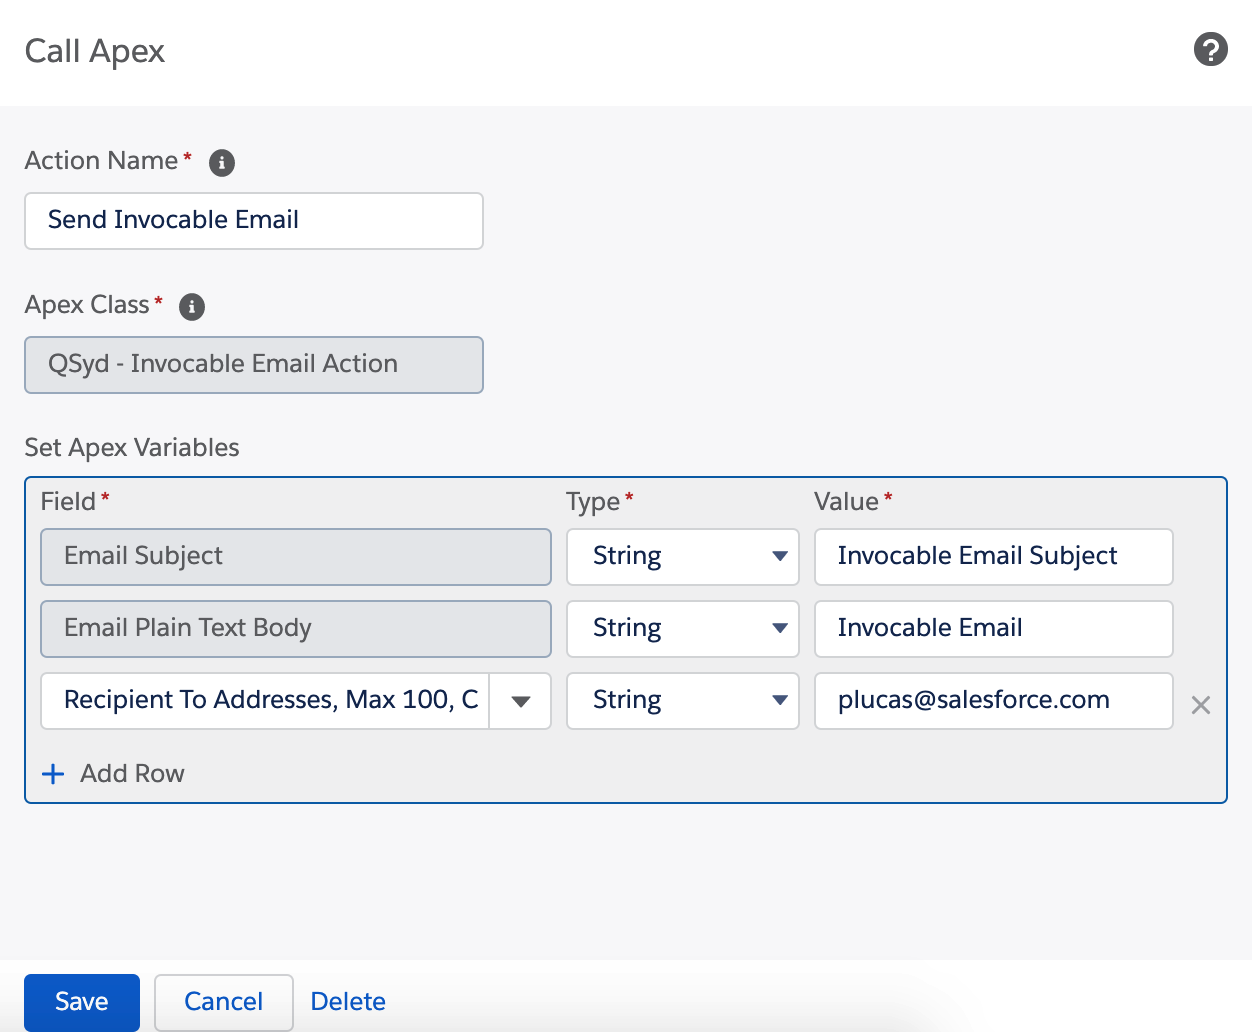 Call Apex
Action Name*
Send Invocable Email
Apex Class*
QSyd - Invocable Email Action
Set Apex Variables
Field* Type* Value*
Email Subject String Invocable Email Subject
Email Plain Text Body String Invocable Email
Recipient To Addresses, Max 100, C String plucas@salesforce.com
+ Add Row
Save Cancel Delete